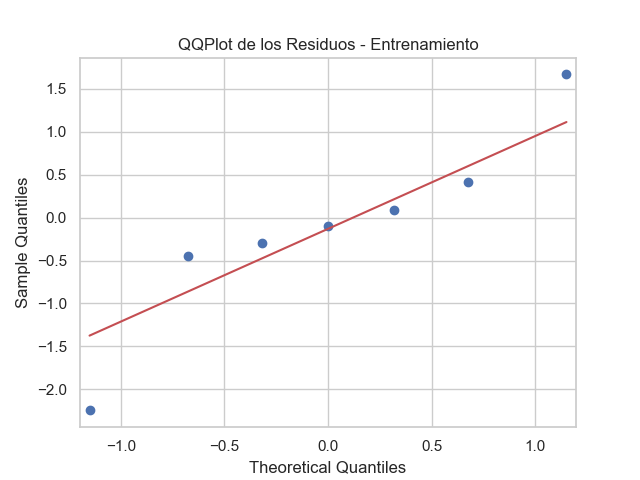 QQPlot de los Residuos - Entrenamiento
1.5
1.0
0.5
0.0
−0.5
−1.0
−1.5
−2.0
Sample Quantiles
−1.0 −0.5 0.0 0.5 1.0
Theoretical Quantiles